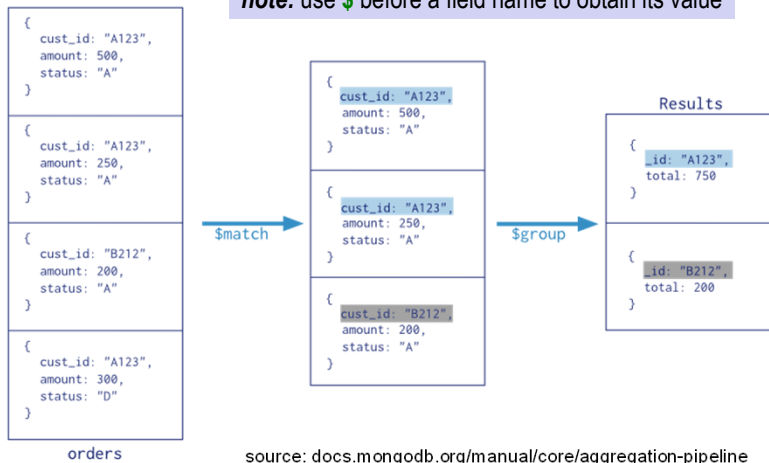 note: use $ before a field name to obtain its value
{
cust_id: "A123",
amount: 500,
status: "A"
}
{
cust_id: "A123",
amount: 250,
status: "A"
}
{
cust_id: "B212",
amount: 200,
status: "A"
}
{
cust_id: "A123",
amount: 300,
status: "D"
}
orders
$match
{
cust_id: "A123",
amount: 500,
status: "A"
}
{
cust_id: "A123",
amount: 250,
status: "A"
}
{
cust_id: "B212",
amount: 200,
status: "A"
}
$group
Results
{
_id: "A123",
total: 750
}
{
_id: "B212",
total: 200
}
source: docs.mongodb.org/manual/core/aggregation-pipeline